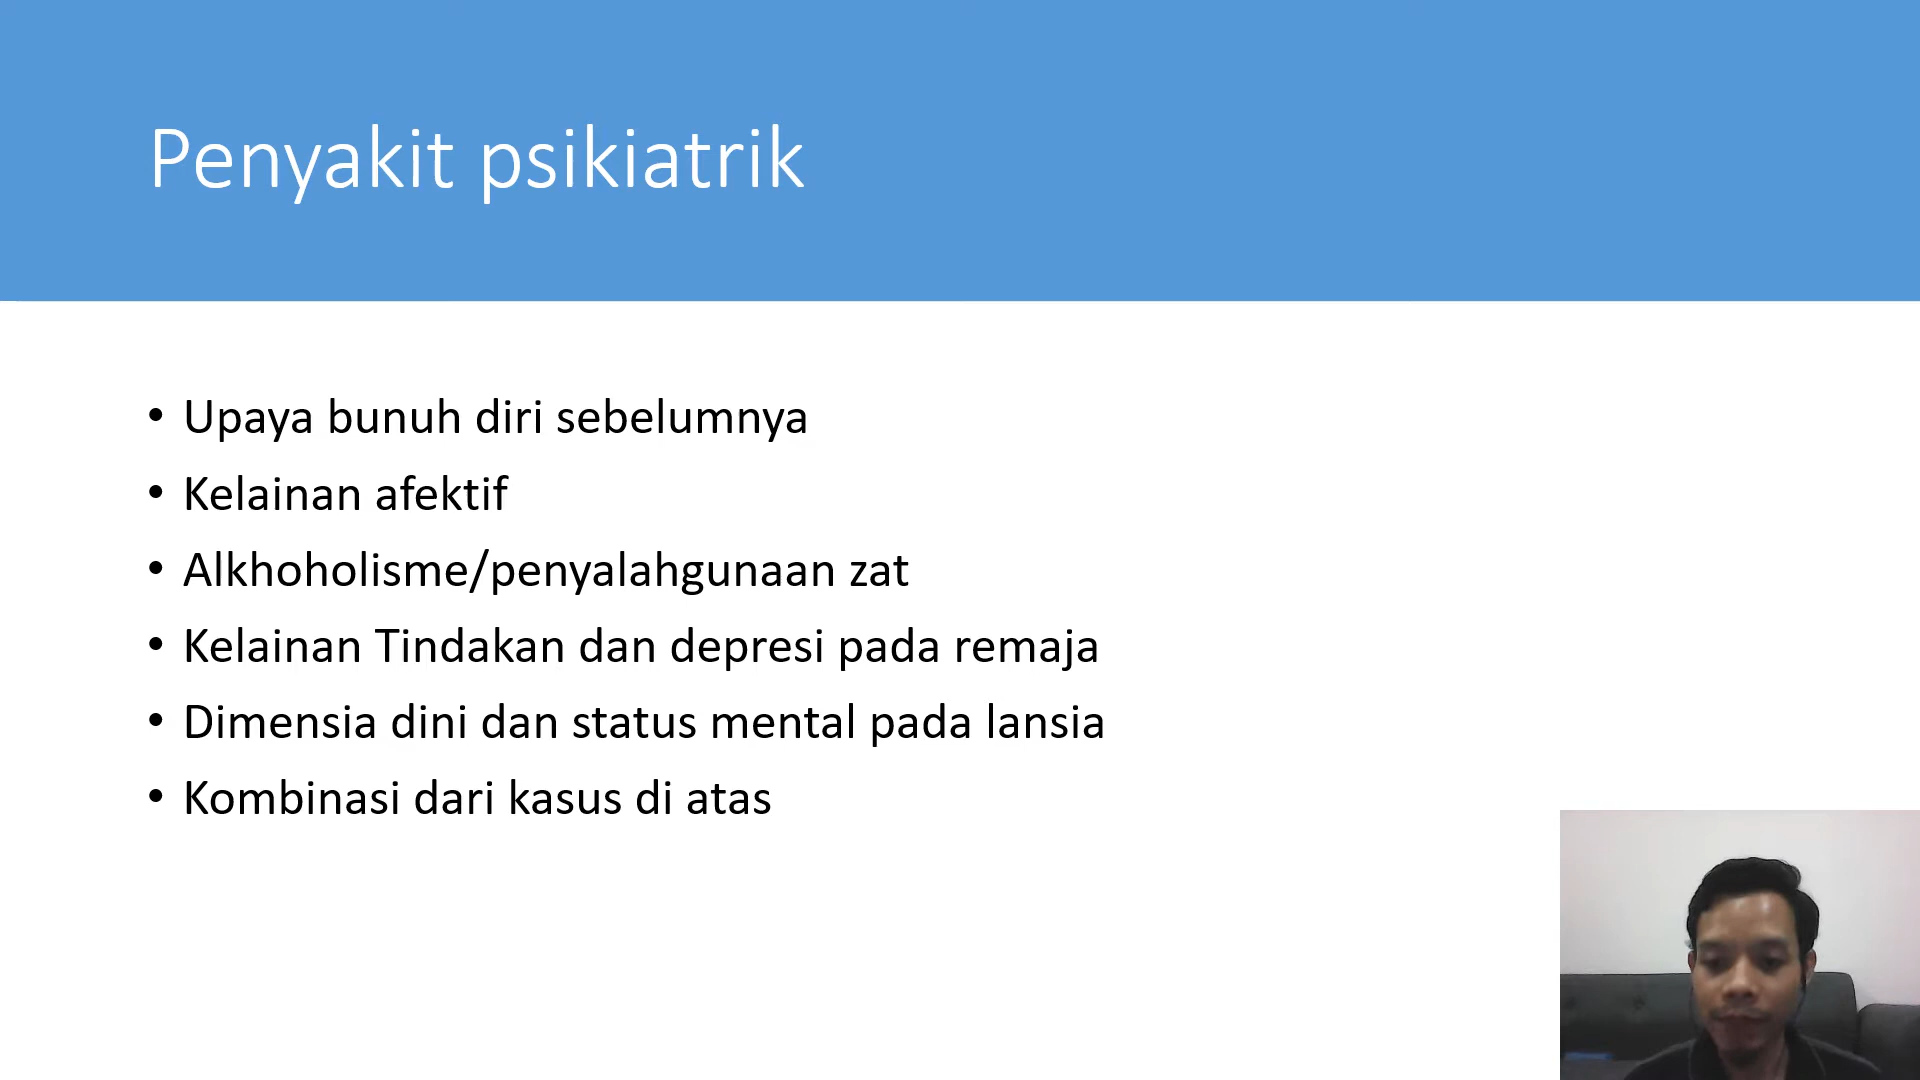 Penyakit psikiatrik
• Upaya bunuh diri sebelumnya
• Kelainan afektif
• Alkhoholisme/penyalahgunaan zat
• Kelainan Tindakan dan depresi pada remaja
• Dimensia dini dan status mental pada lansia
• Kombinasi dari kasus di atas